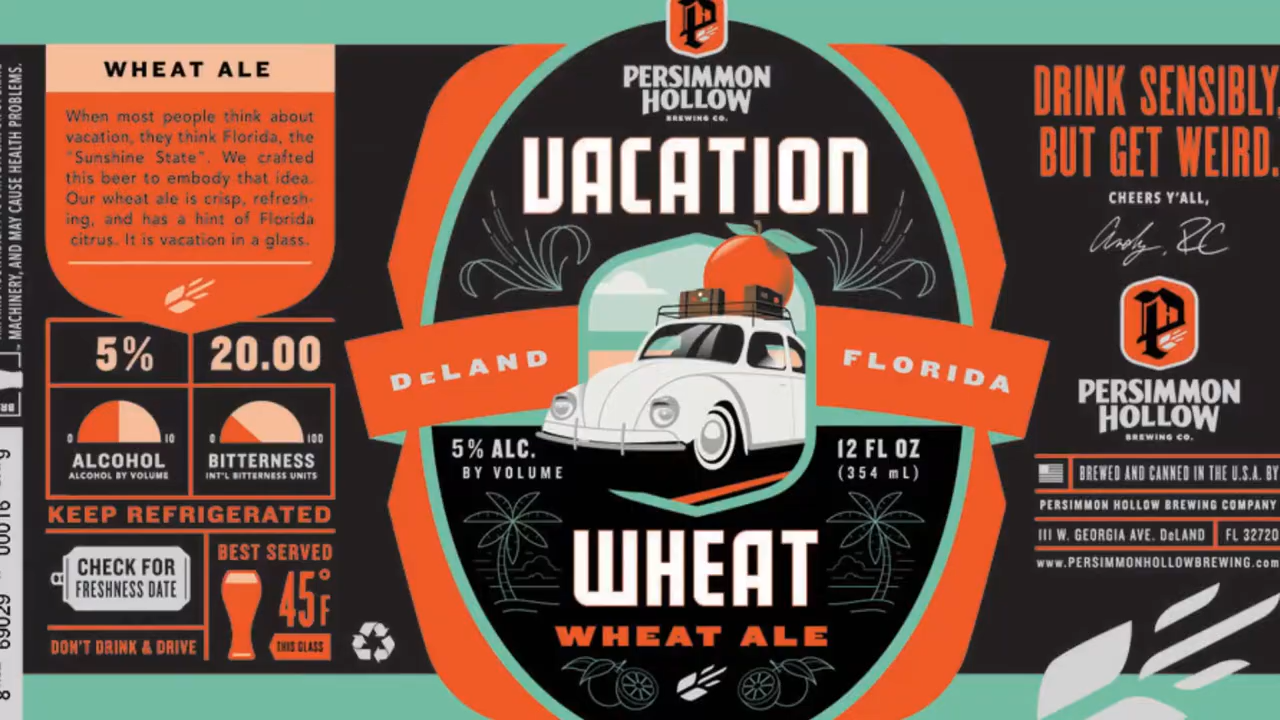 MACHINERY, AND MAY CAUSE HEALTH PROBLEMS.
WHEAT ALE
When most people think about
vacation, they think Florida, the
"Sunshine State". We crafted
this beer to embody that idea.
Our wheat ale is crisp, refresh-
ing, and has a hint of Florida
citrus. It is vacation in a glass.
5%
20.00
0 10
0 100
ALCOHOL
ALCOHOL BY VOLUME
BITTERNESS
INT'L BITTERNESS UNITS
KEEP REFRIGERATED
CHECK FOR
FRESHNESS DATE
BEST SERVED
45°F
THIS GLASS
DON'T DRINK & DRIVE
69029 00016
8
P
PERSIMMON
HOLLOW
BREWING CO.
VACATION
DeLAND
FLORIDA
5% ALC.
BY VOLUME
12 FL OZ
(354 mL)
WHEAT
WHEAT ALE
DRINK SENSIBLY,
BUT GET WEIRD.
CHEERS Y'ALL,
Andy, RC
P
PERSIMMON
HOLLOW
BREWING CO.
BREWED AND CANNED IN THE U.S.A. BY
PERSIMMON HOLLOW BREWING COMPANY
111 W. GEORGIA AVE. DeLAND FL 32720
www.PERSIMMONHOLLOWBREWING.com